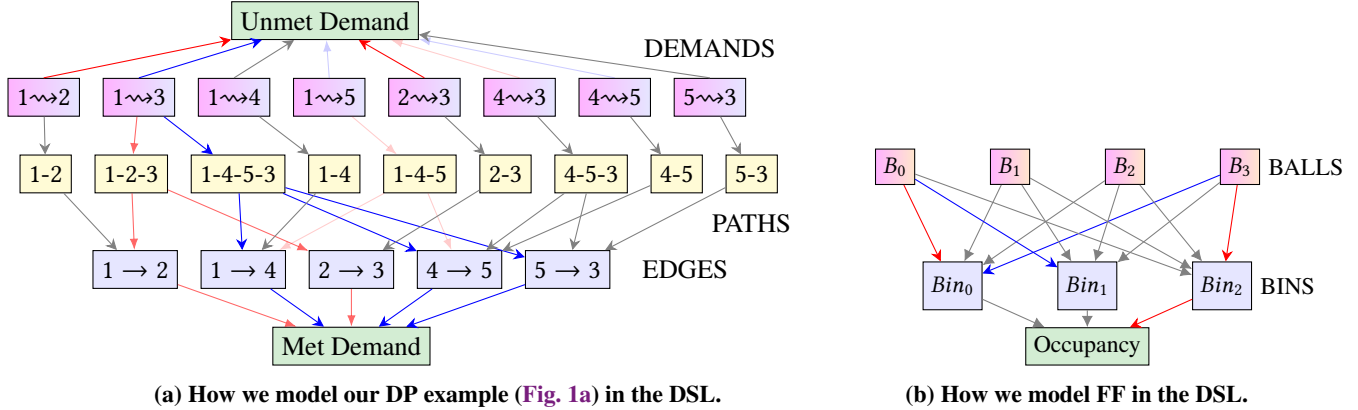 Unmet Demand
DEMANDS
1⇝2 1⇝3 1⇝4 1⇝5 2⇝3 4⇝3 4⇝5 5⇝3
1-2 1-2-3 1-4-5-3 1-4 1-4-5 2-3 4-5-3 4-5 5-3
PATHS
1 → 2 1 → 4 2 → 3 4 → 5 5 → 3 EDGES
Met Demand
(a) How we model our DP example (Fig. 1a) in the DSL.
B0 B1 B2 B3 BALLS
Bin0 Bin1 Bin2 BINS
Occupancy
(b) How we model FF in the DSL.